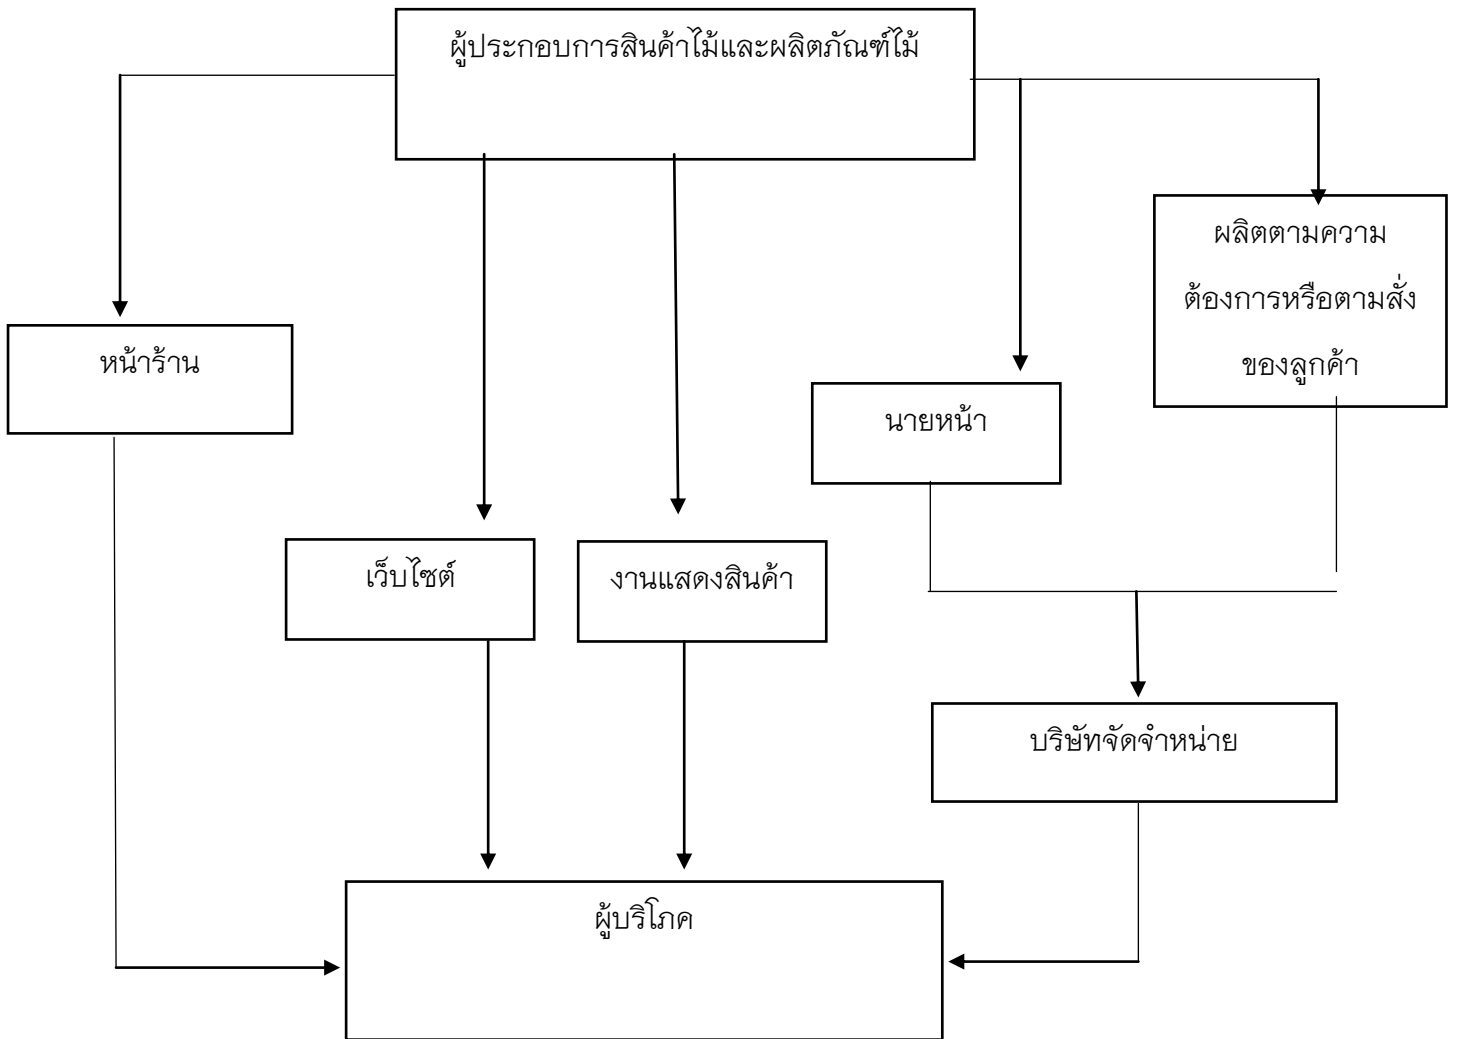 ผู้ประกอบการสินค้าไม้และผลิตภัณฑ์ไม้
ผลิตตามความ
ต้องการหรือตามสั่ง
ของลูกค้า
หน้าร้าน
นายหน้า
เว็บไซต์
งานแสดงสินค้า
บริษัทจัดจำหน่าย
ผู้บริโภค